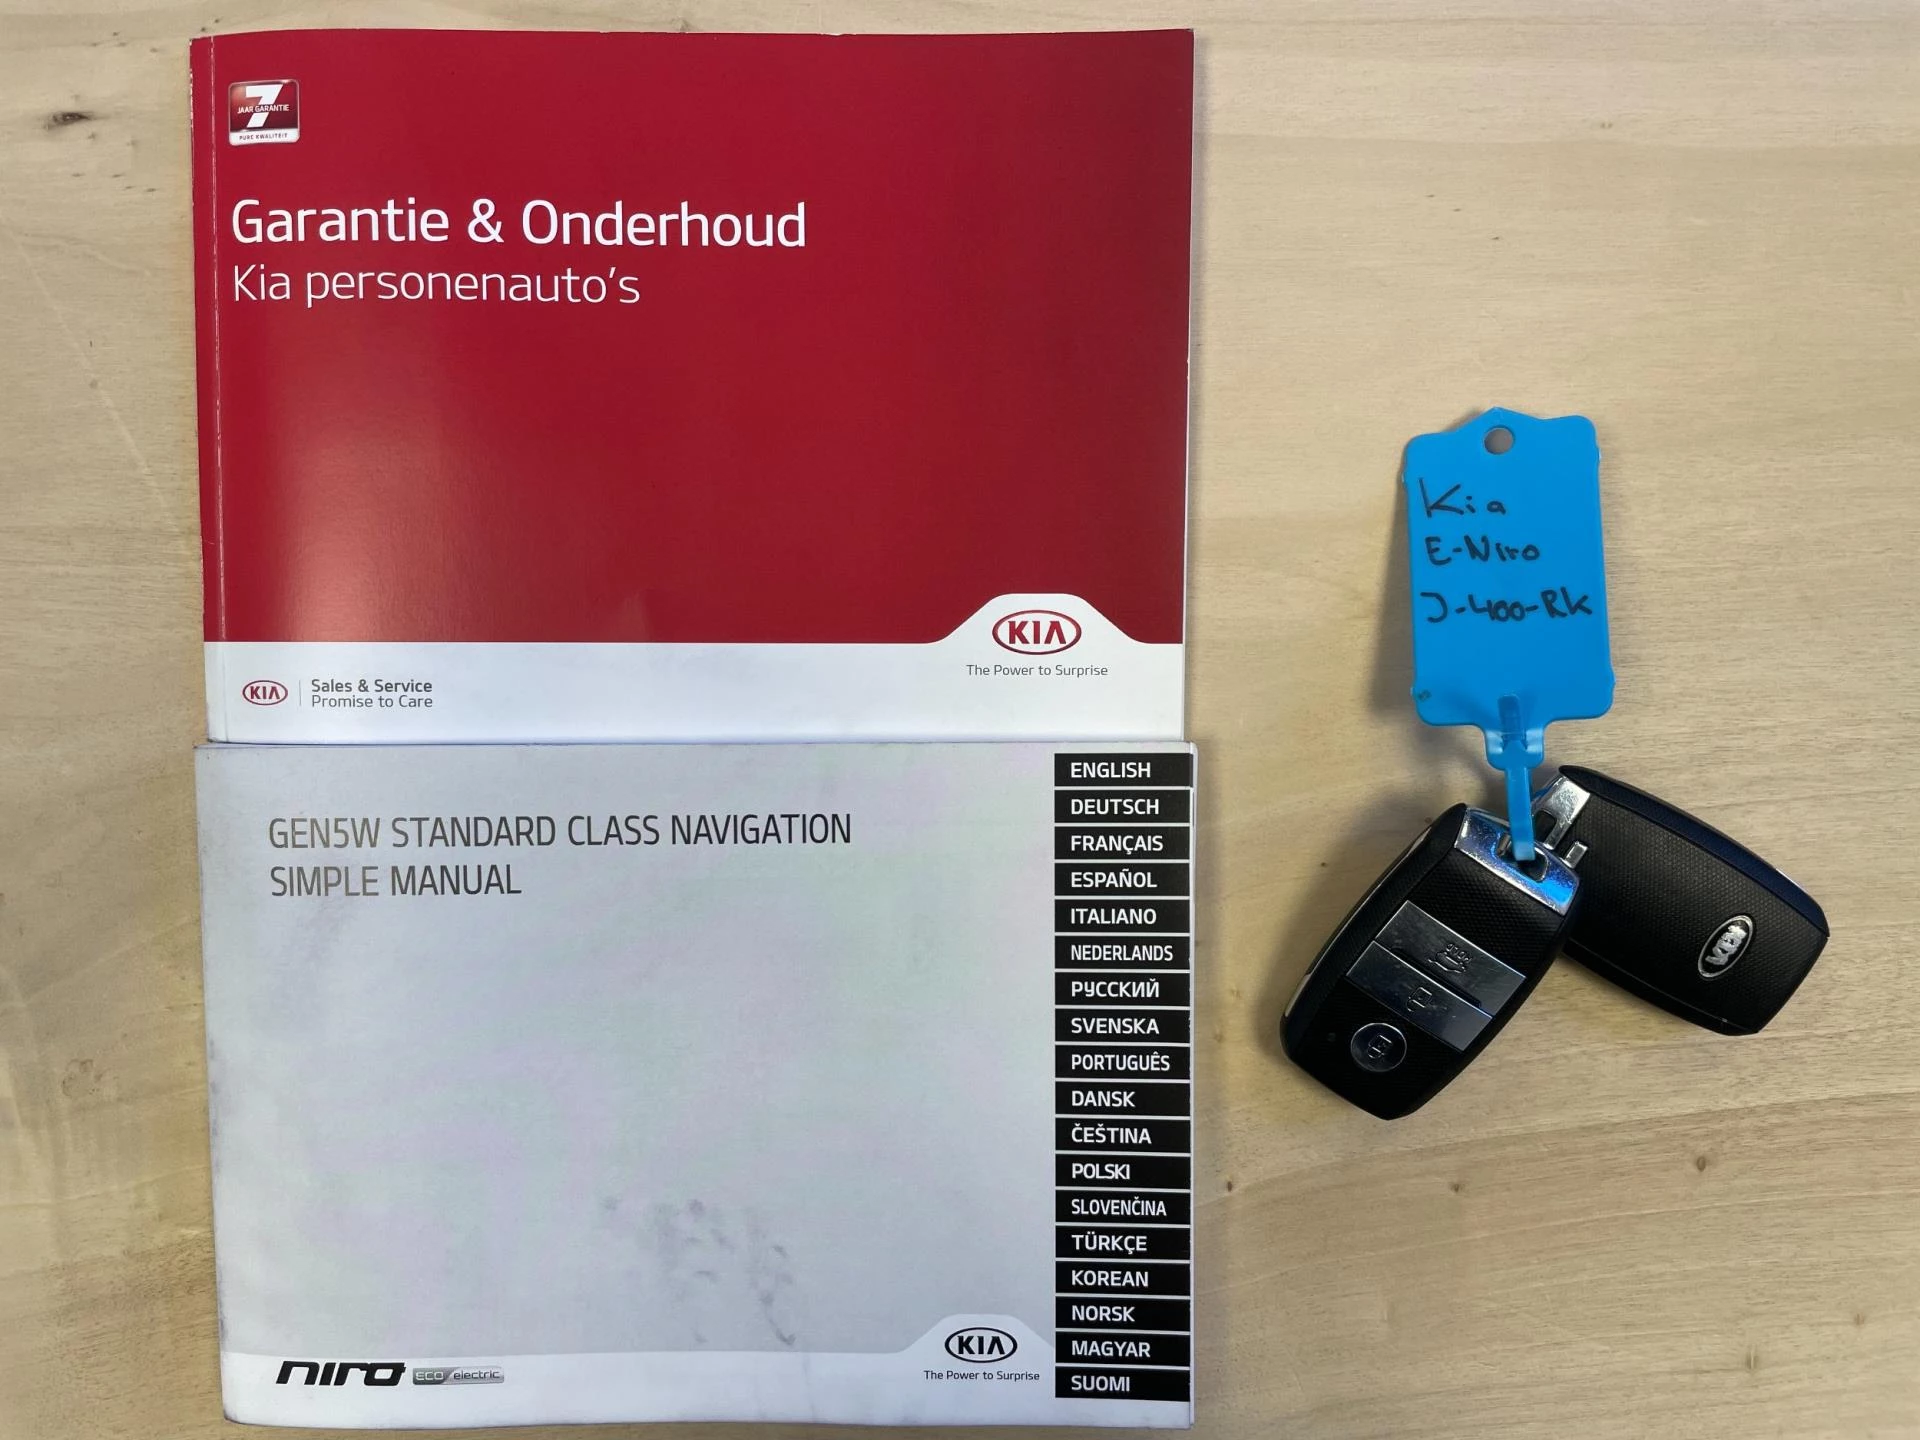 7
JAAR GARANTIE
PURE KWALITEIT
Garantie & Onderhoud
Kia personenauto's
KIA
The Power to Surprise
KIA
Sales & Service
Promise to Care
GEN5W STANDARD CLASS NAVIGATION
SIMPLE MANUAL
ENGLISH
DEUTSCH
FRANÇAIS
ESPAÑOL
ITALIANO
NEDERLANDS
РУССКИЙ
SVENSKA
PORTUGUÊS
DANSK
ČEŠTINA
POLSKI
SLOVENČINA
TÜRKÇE
KOREAN
NORSK
MAGYAR
SUOMI
niro ECO electric
KIA
The Power to Surprise
Kia
E-Niro
J-400-RK
KIA